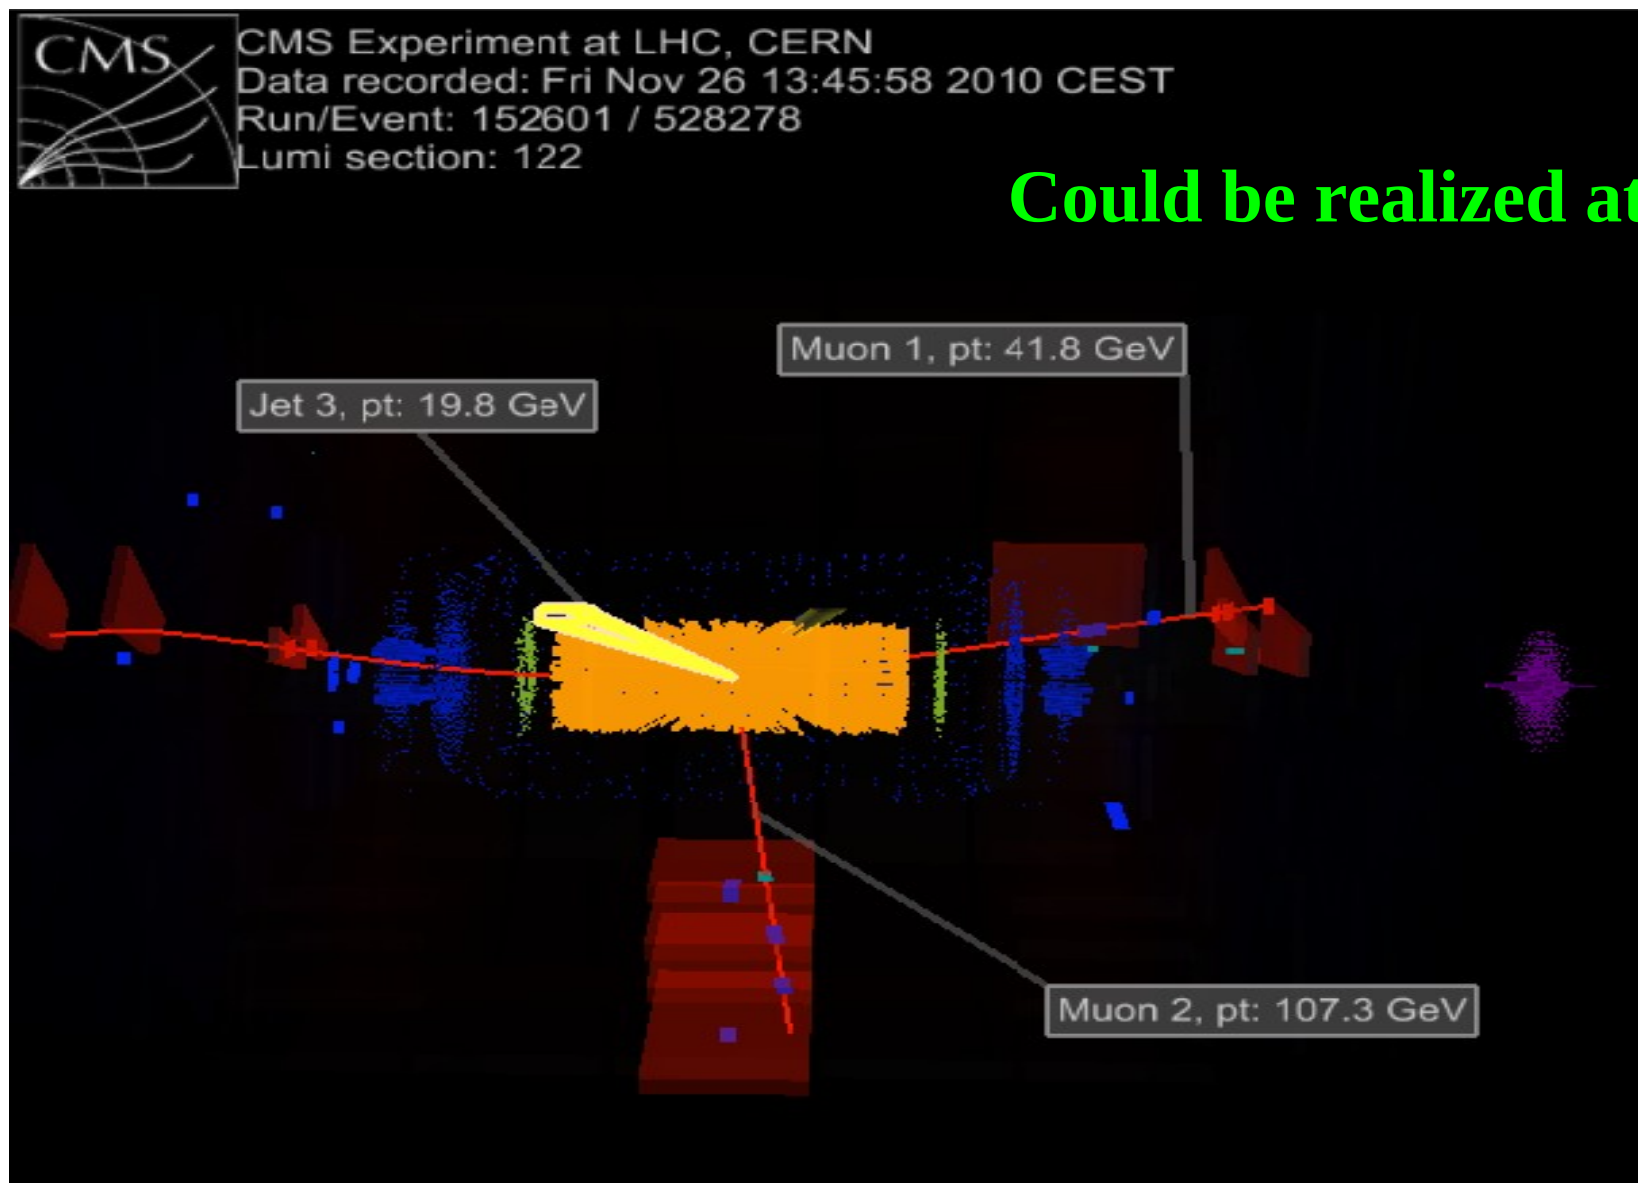 CMS
CMS Experiment at LHC, CERN
Data recorded: Fri Nov 26 13:45:58 2010 CEST
Run/Event: 152601 / 528278
Lumi section: 122
Could be realized at
Muon 1, pt: 41.8 GeV
Jet 3, pt: 19.8 GeV
Muon 2, pt: 107.3 GeV